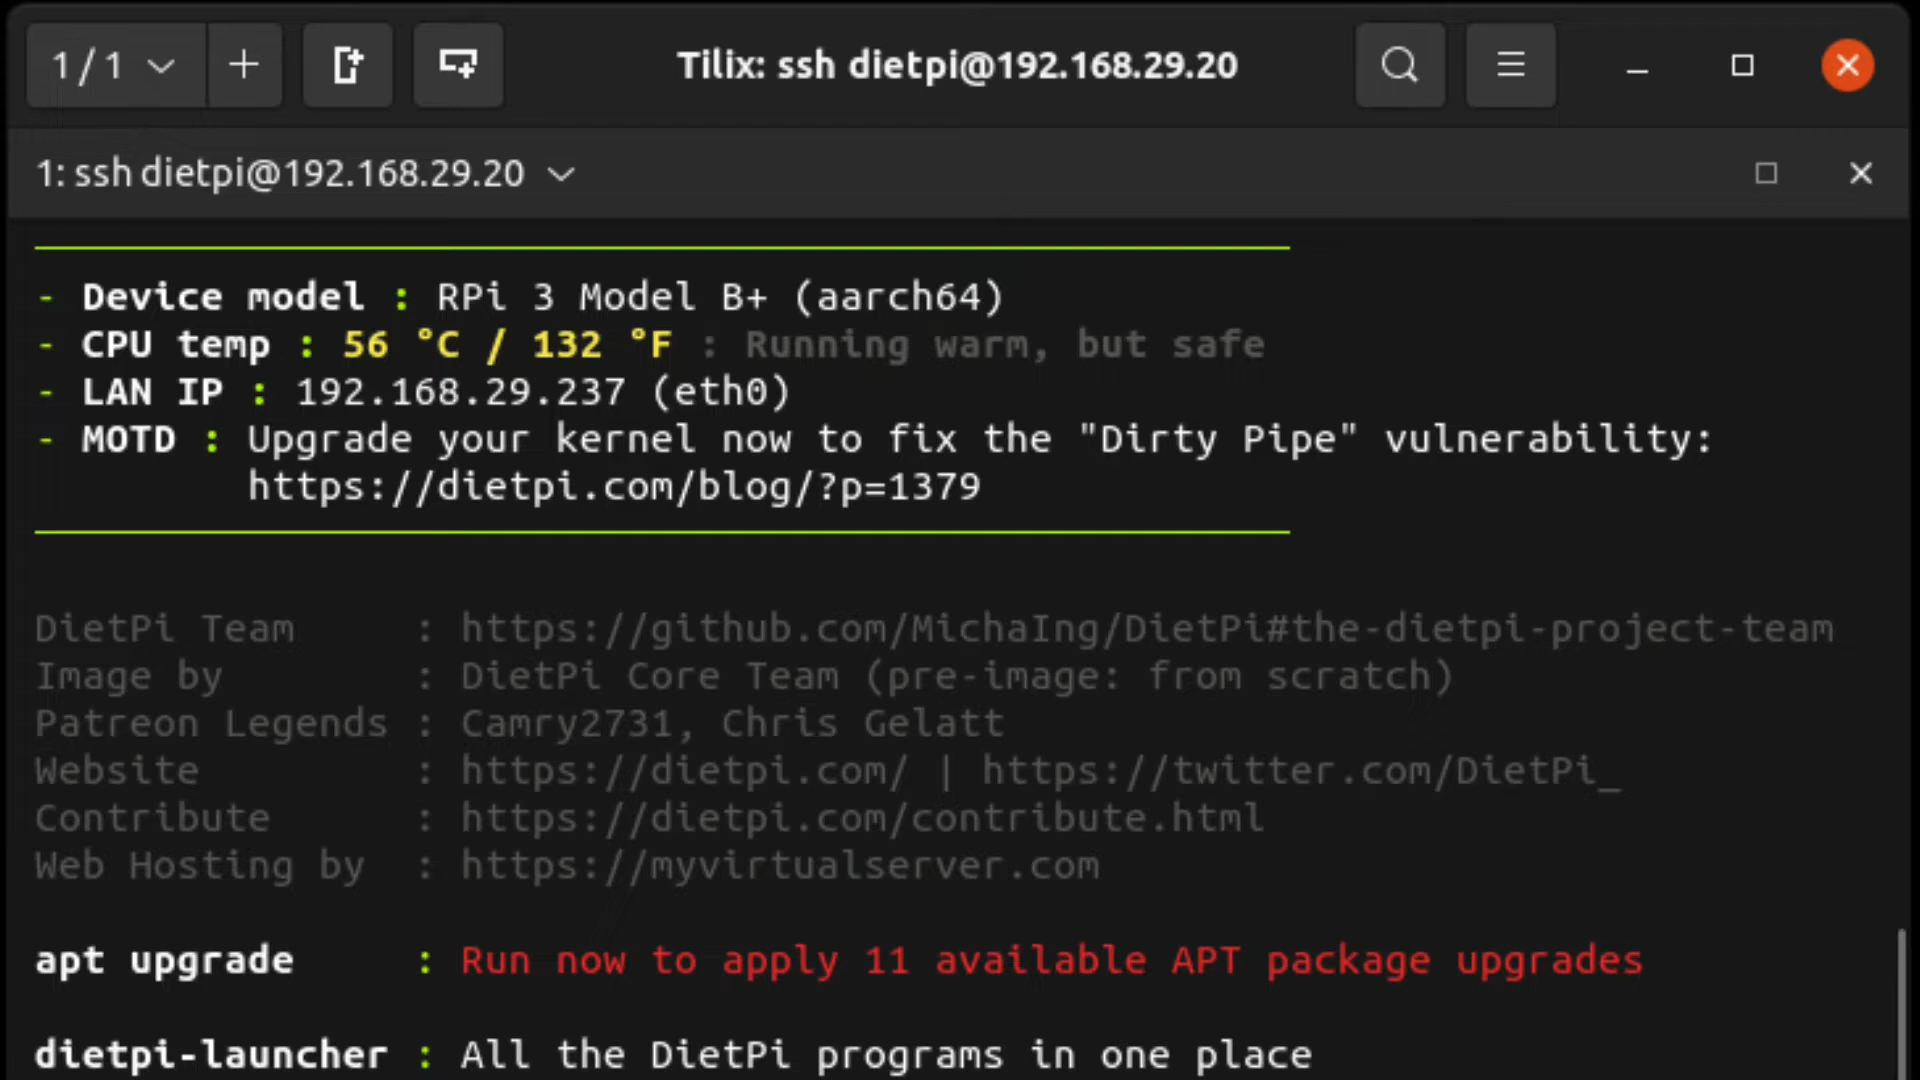 1 / 1
Tilix: ssh dietpi@192.168.29.20
1: ssh dietpi@192.168.29.20
- Device model : RPi 3 Model B+ (aarch64)
- CPU temp : 56 °C / 132 °F : Running warm, but safe
- LAN IP : 192.168.29.237 (eth0)
- MOTD : Upgrade your kernel now to fix the "Dirty Pipe" vulnerability:
https://dietpi.com/blog/?p=1379
DietPi Team : https://github.com/MichaIng/DietPi#the-dietpi-project-team
Image by : DietPi Core Team (pre-image: from scratch)
Patreon Legends : Camry2731, Chris Gelatt
Website : https://dietpi.com/ | https://twitter.com/DietPi_
Contribute : https://dietpi.com/contribute.html
Web Hosting by : https://myvirtualserver.com
apt upgrade : Run now to apply 11 available APT package upgrades
dietpi-launcher : All the DietPi programs in one place